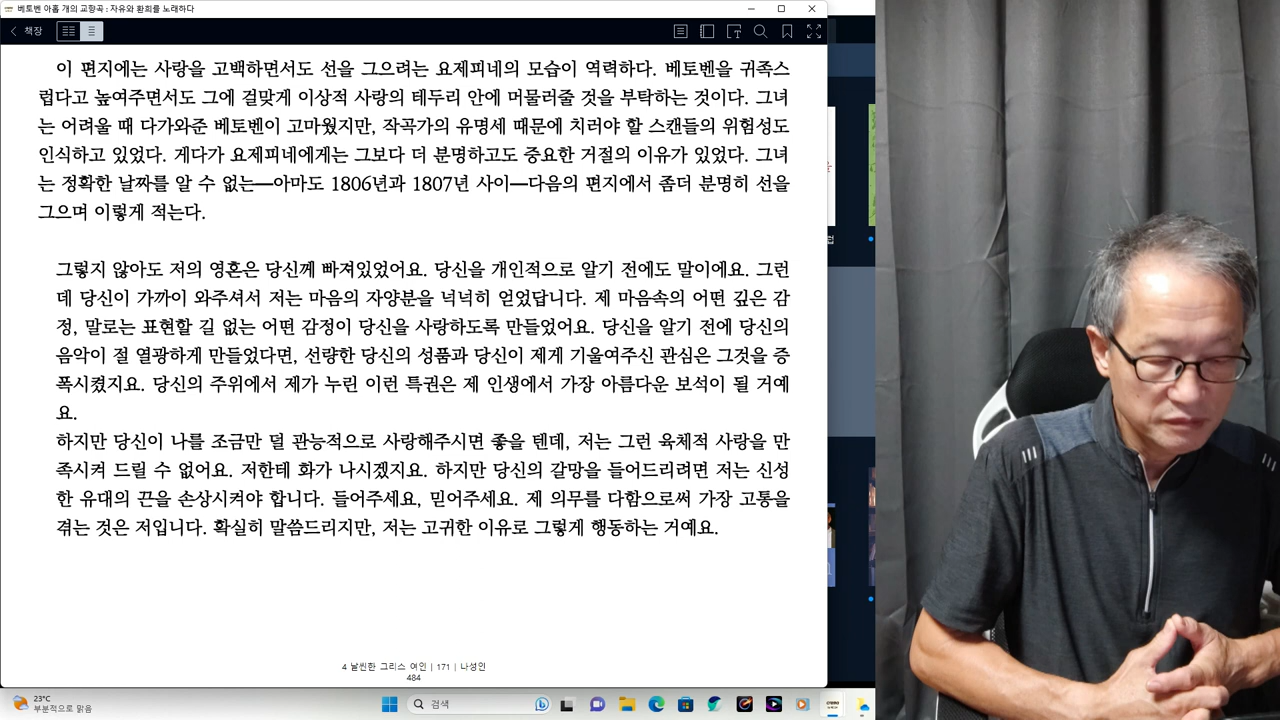 베토벤 아홉 개의 교향곡 : 자유와 환희를 노래하다
책장
이 편지에는 사랑을 고백하면서도 선을 그으려는 요제피네의 모습이 역력하다. 베토벤을 귀족스
럽다고 높여주면서도 그에 걸맞게 이상적 사랑의 테두리 안에 머물러줄 것을 부탁하는 것이다. 그녀
는 어려울 때 다가와준 베토벤이 고마웠지만, 작곡가의 유명세 때문에 치러야 할 스캔들의 위험성도
인식하고 있었다. 게다가 요제피네에게는 그보다 더 분명하고도 중요한 거절의 이유가 있었다. 그녀
는 정확한 날짜를 알 수 없는—아마도 1806년과 1807년 사이—다음의 편지에서 좀더 분명히 선을
그으며 이렇게 적는다.
그렇지 않아도 저의 영혼은 당신께 빠져있었어요. 당신을 개인적으로 알기 전에도 말이에요. 그런
데 당신이 가까이 와주셔서 저는 마음의 자양분을 넉넉히 얻었답니다. 제 마음속의 어떤 깊은 감
정, 말로는 표현할 길 없는 어떤 감정이 당신을 사랑하도록 만들었어요. 당신을 알기 전에 당신의
음악이 절 열광하게 만들었다면, 선량한 당신의 성품과 당신이 제게 기울여주신 관심은 그것을 증
폭시켰지요. 당신의 주위에서 제가 누린 이런 특권은 제 인생에서 가장 아름다운 보석이 될 거예
요.
하지만 당신이 나를 조금만 덜 관능적으로 사랑해주시면 좋을 텐데, 저는 그런 육체적 사랑을 만
족시켜 드릴 수 없어요. 저한테 화가 나시겠지요. 하지만 당신의 갈망을 들어드리려면 저는 신성
한 유대의 끈을 손상시켜야 합니다. 들어주세요, 믿어주세요. 제 의무를 다함으로써 가장 고통을
겪는 것은 저입니다. 확실히 말씀드리지만, 저는 고귀한 이유로 그렇게 행동하는 거예요.
4 날씬한 그리스 여인 | 171 | 나성인
484
23°C
부분적으로 맑음
검색